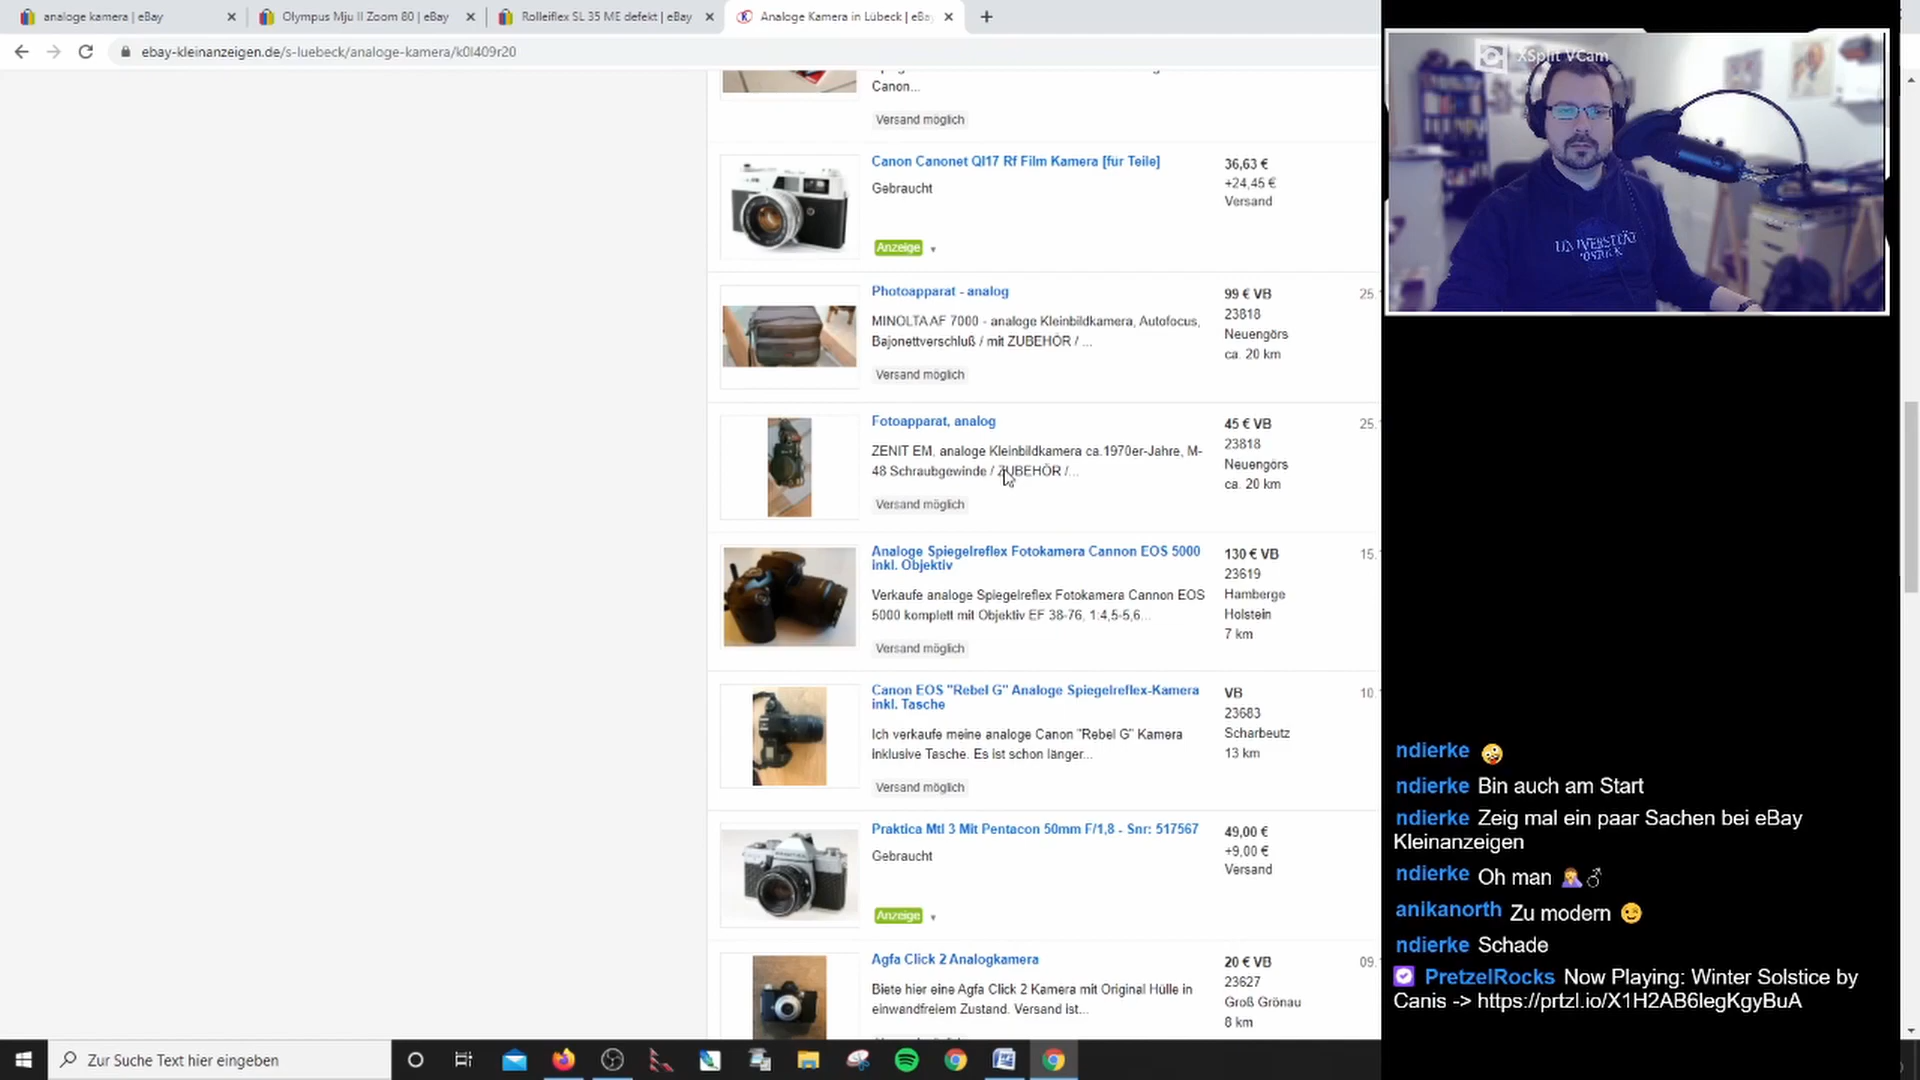 analoge kamera | eBay
Olympus Mju II Zoom 80 | eBay
Rolleiflex SL 35 ME defekt | eBay
Analoge Kamera in Lübeck | eBa
ebay-kleinanzeigen.de/s-luebeck/analoge-kamera/k0l409r20
Canon...
Versand möglich
Canon Canonet Ql17 Rf Film Kamera [für Teile]
Gebraucht
Anzeige
36,63 €
+24,45 €
Versand
Photoapparat - analog
MINOLTA AF 7000 - analoge Kleinbildkamera, Autofocus,
Bajonettverschluß / mit ZUBEHÖR / ...
Versand möglich
99 € VB
23818
Neuengörs
ca. 20 km
25.
Fotoapparat, analog
ZENIT EM, analoge Kleinbildkamera ca.1970er-Jahre, M-
48 Schraubgewinde / ZUBEHÖR /...
Versand möglich
45 € VB
23818
Neuengörs
ca. 20 km
25.
Analoge Spiegelreflex Fotokamera Cannon EOS 5000
inkl. Objektiv
Verkaufe analoge Spiegelreflex Fotokamera Cannon EOS
5000 komplett mit Objektiv EF 38-76, 1:4,5-5,6...
Versand möglich
130 € VB
23619
Hamberge
Holstein
7 km
15.
Canon EOS "Rebel G" Analoge Spiegelreflex-Kamera
inkl. Tasche
Ich verkaufe meine analoge Canon "Rebel G" Kamera
inklusive Tasche. Es ist schon länger...
Versand möglich
VB
23683
Scharbeutz
13 km
10.
Praktica Mtl 3 Mit Pentacon 50mm F/1,8 - Snr: 517567
Gebraucht
Anzeige
49,00 €
+9,00 €
Versand
Agfa Click 2 Analogkamera
Biete hier eine Agfa Click 2 Kamera mit Original Hülle in
einwandfreiem Zustand. Versand ist...
20 € VB
23627
Groß Grönau
8 km
09.
Zur Suche Text hier eingeben
XSplit VCam
UNIVERSITÄT
ndierke 🤪
ndierke Bin auch am Start
ndierke Zeig mal ein paar Sachen bei eBay
Kleinanzeigen
ndierke Oh man 🤦‍♂
anikanorth Zu modern 😉
ndierke Schade
PretzelRocks Now Playing: Winter Solstice by
Canis -> https://prtzl.io/X1H2AB6legKgyBuA